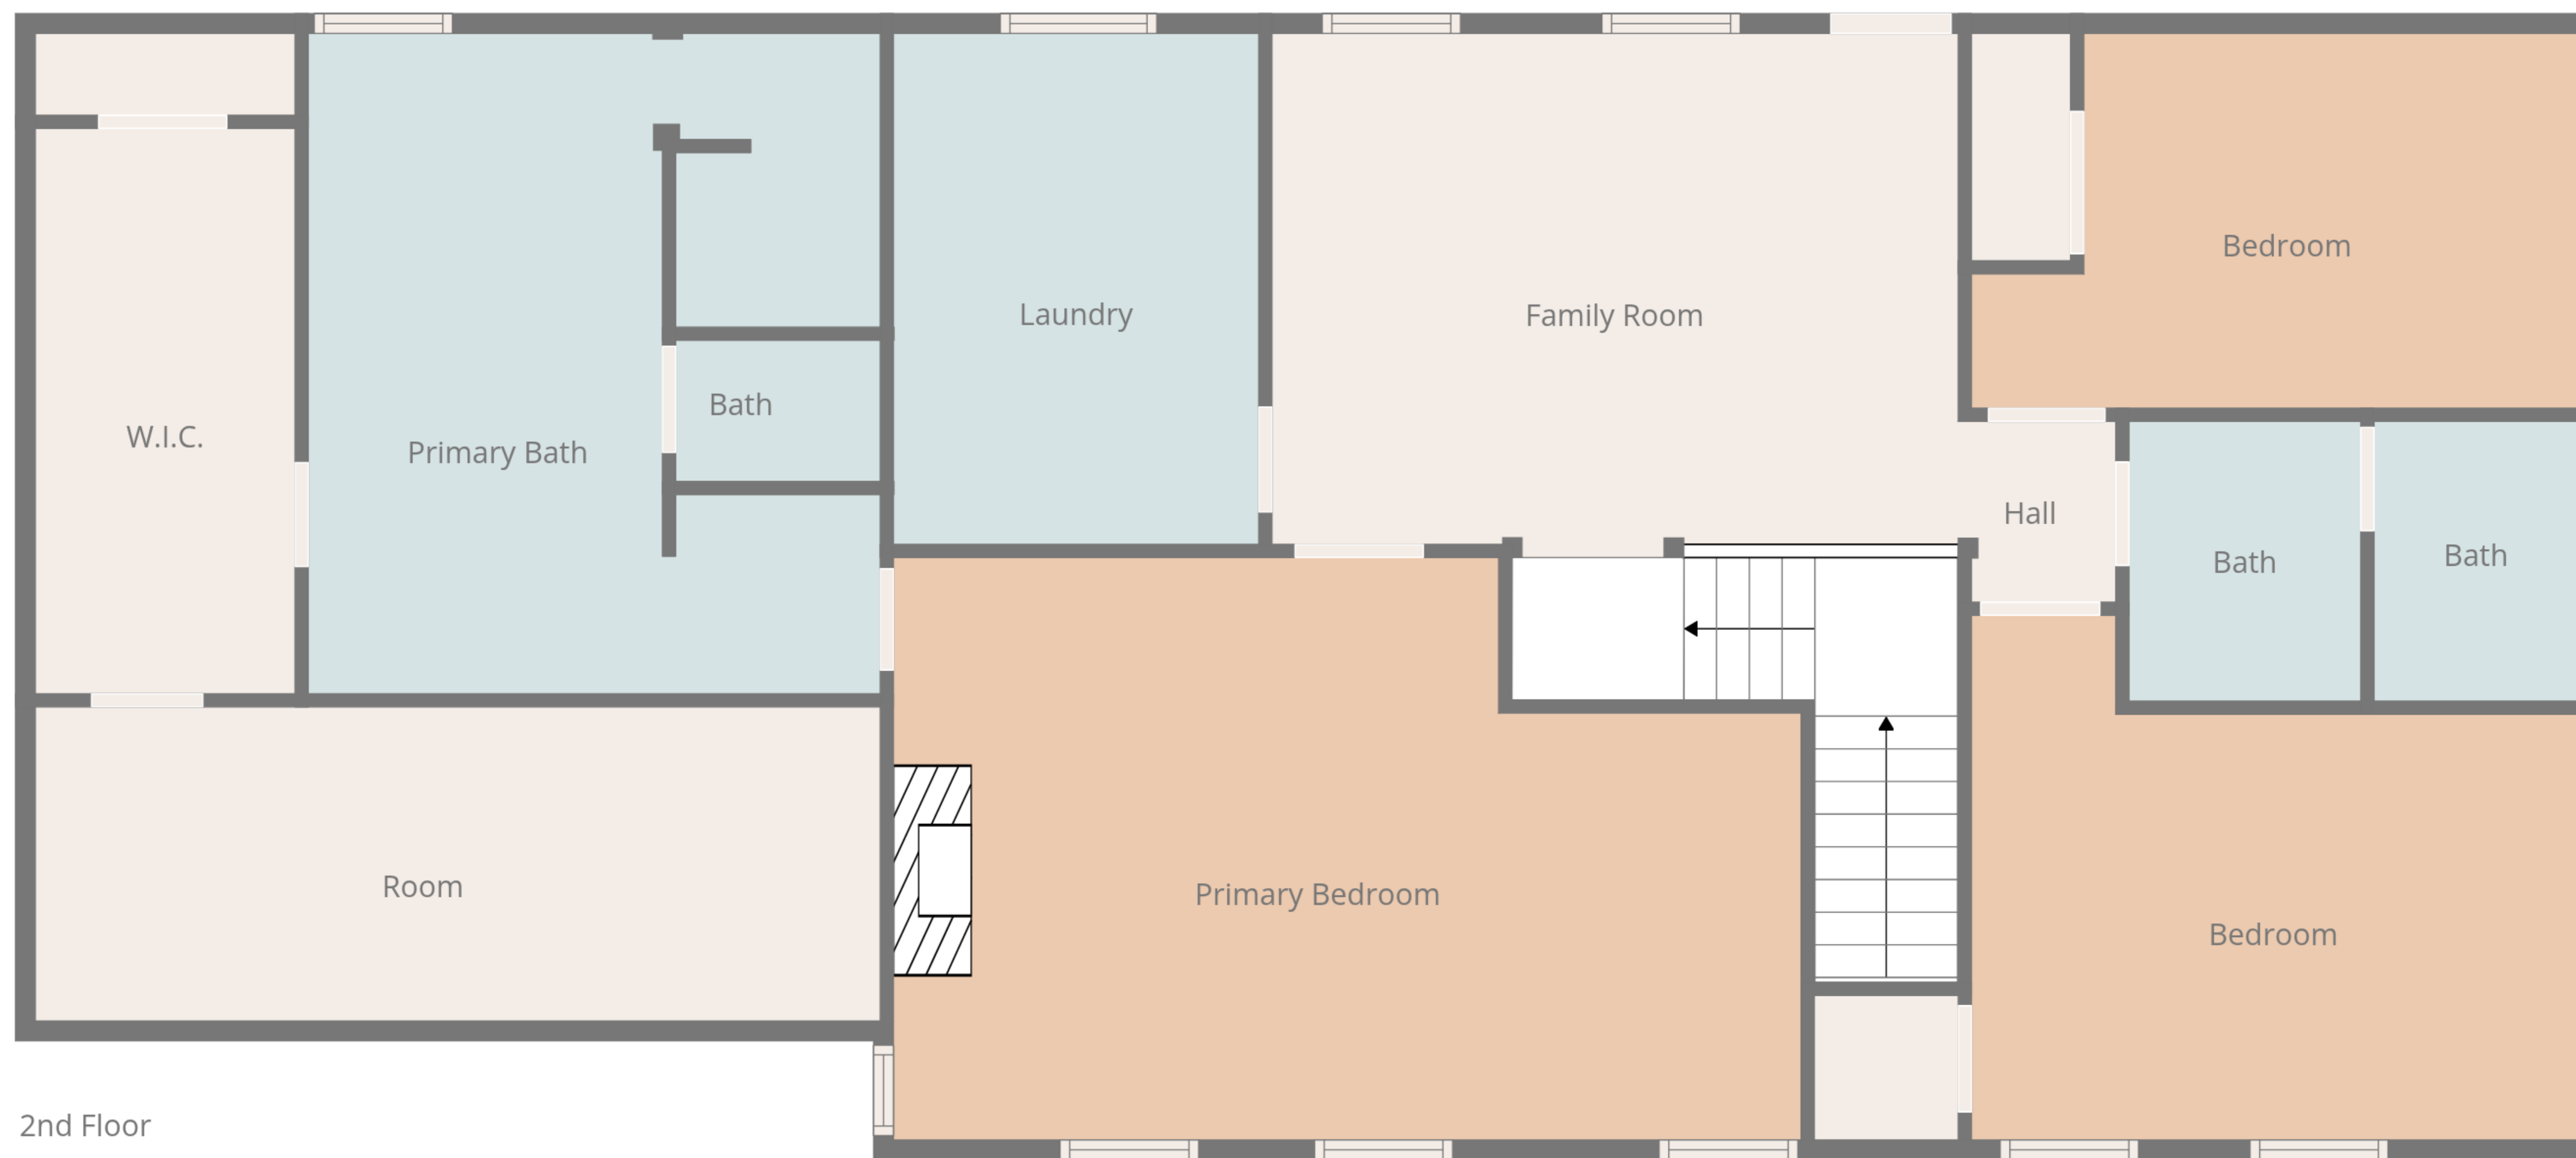 Bedroom
Laundry
Family Room
Bath
W.I.C.
Primary Bath
Hall
Bath
Bath
Room
Primary Bedroom
Bedroom
2nd Floor